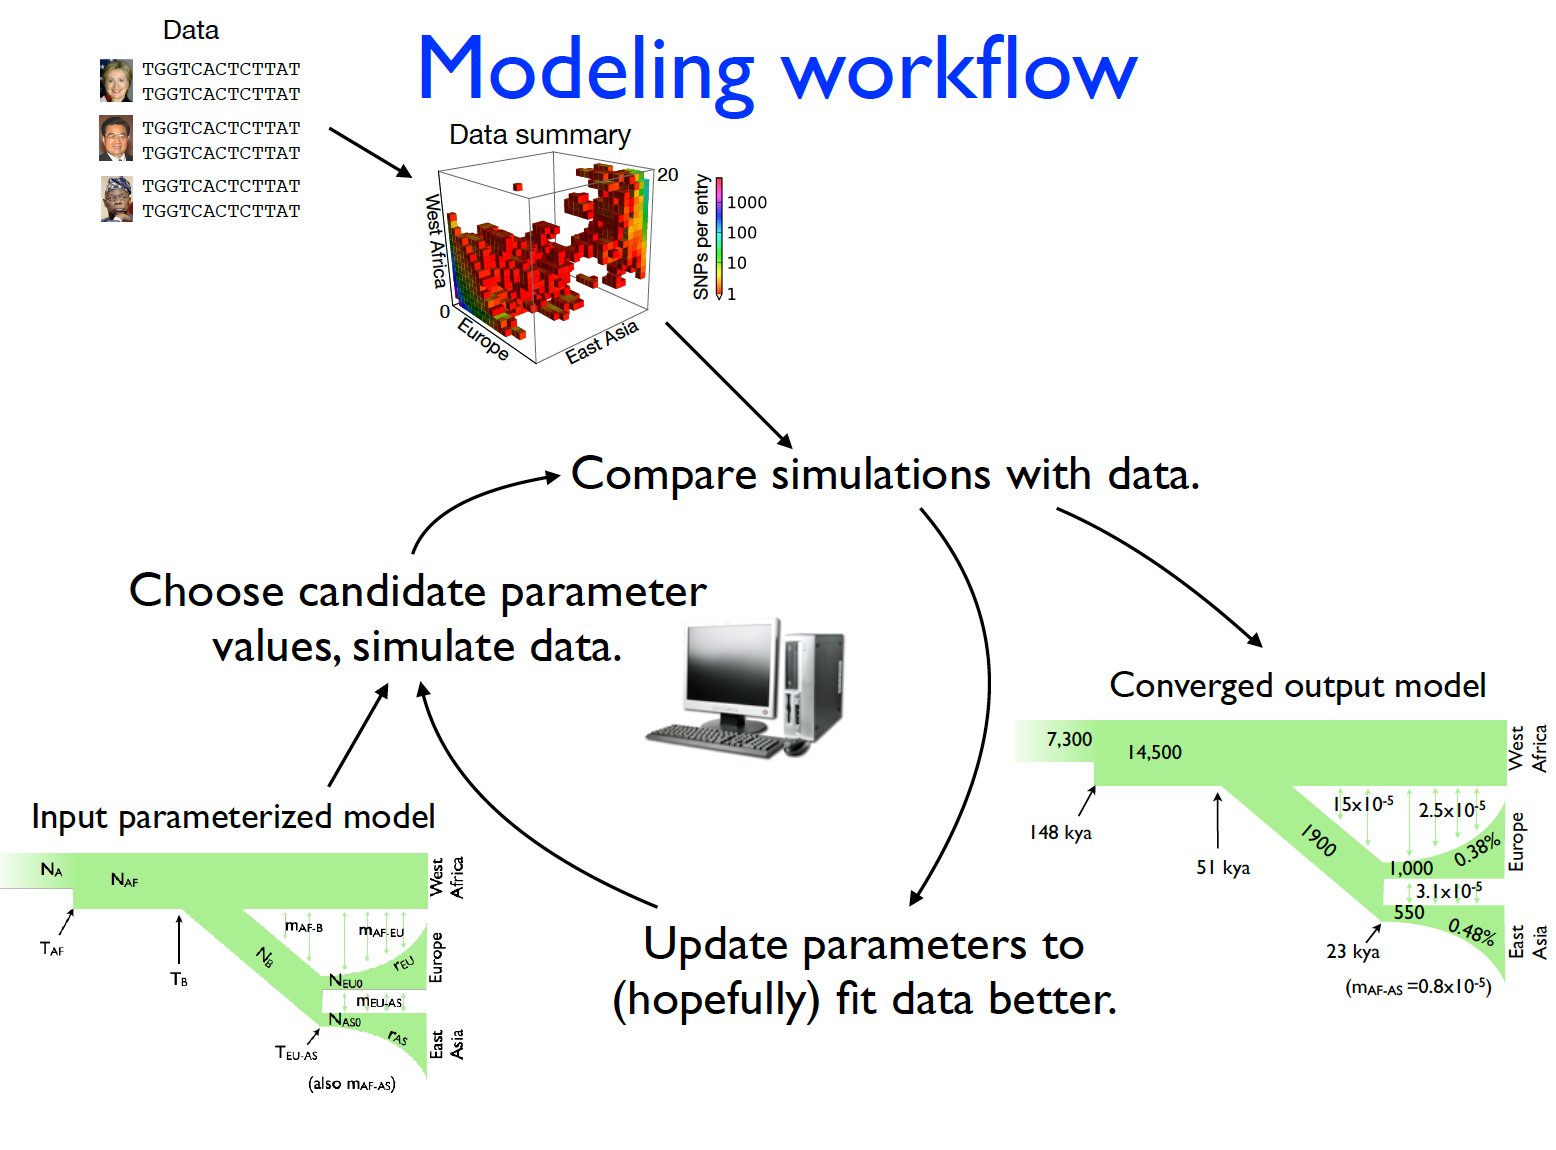 Data
Modeling workflow
TGGTCACTCTTAT
TGGTCACTCTTAT
TGGTCACTCTTAT
TGGTCACTCTTAT
TGGTCACTCTTAT
TGGTCACTCTTAT
Data summary
20
West Africa
0
Europe
East Asia
SNPs per entry
1000
100
10
1
Compare simulations with data.
Choose candidate parameter
values, simulate data.
Input parameterized model
NA
NAF
West
Africa
TAF
TB
NB
mAF-B
mAF-EU
rEU
Europe
NEU0
mEU-AS
NAS0
rAS
East
Asia
TEU-AS
(also mAF-AS)
Update parameters to
(hopefully) fit data better.
Converged output model
7,300
14,500
West
Africa
148 kya
51 kya
1900
15x10-5
2.5x10-5
0.38%
Europe
1,000
3.1x10-5
550
0.48%
East
Asia
23 kya
(mAF-AS =0.8x10-5)